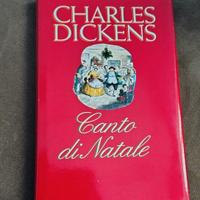 CHARLES
DICKENS
Canto
di Natale